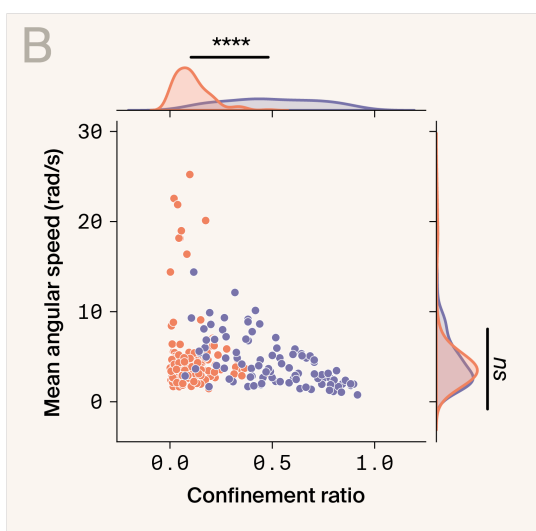 B
****
30
20
10
0
Mean angular speed (rad/s)
ns
0.0 0.5 1.0
Confinement ratio